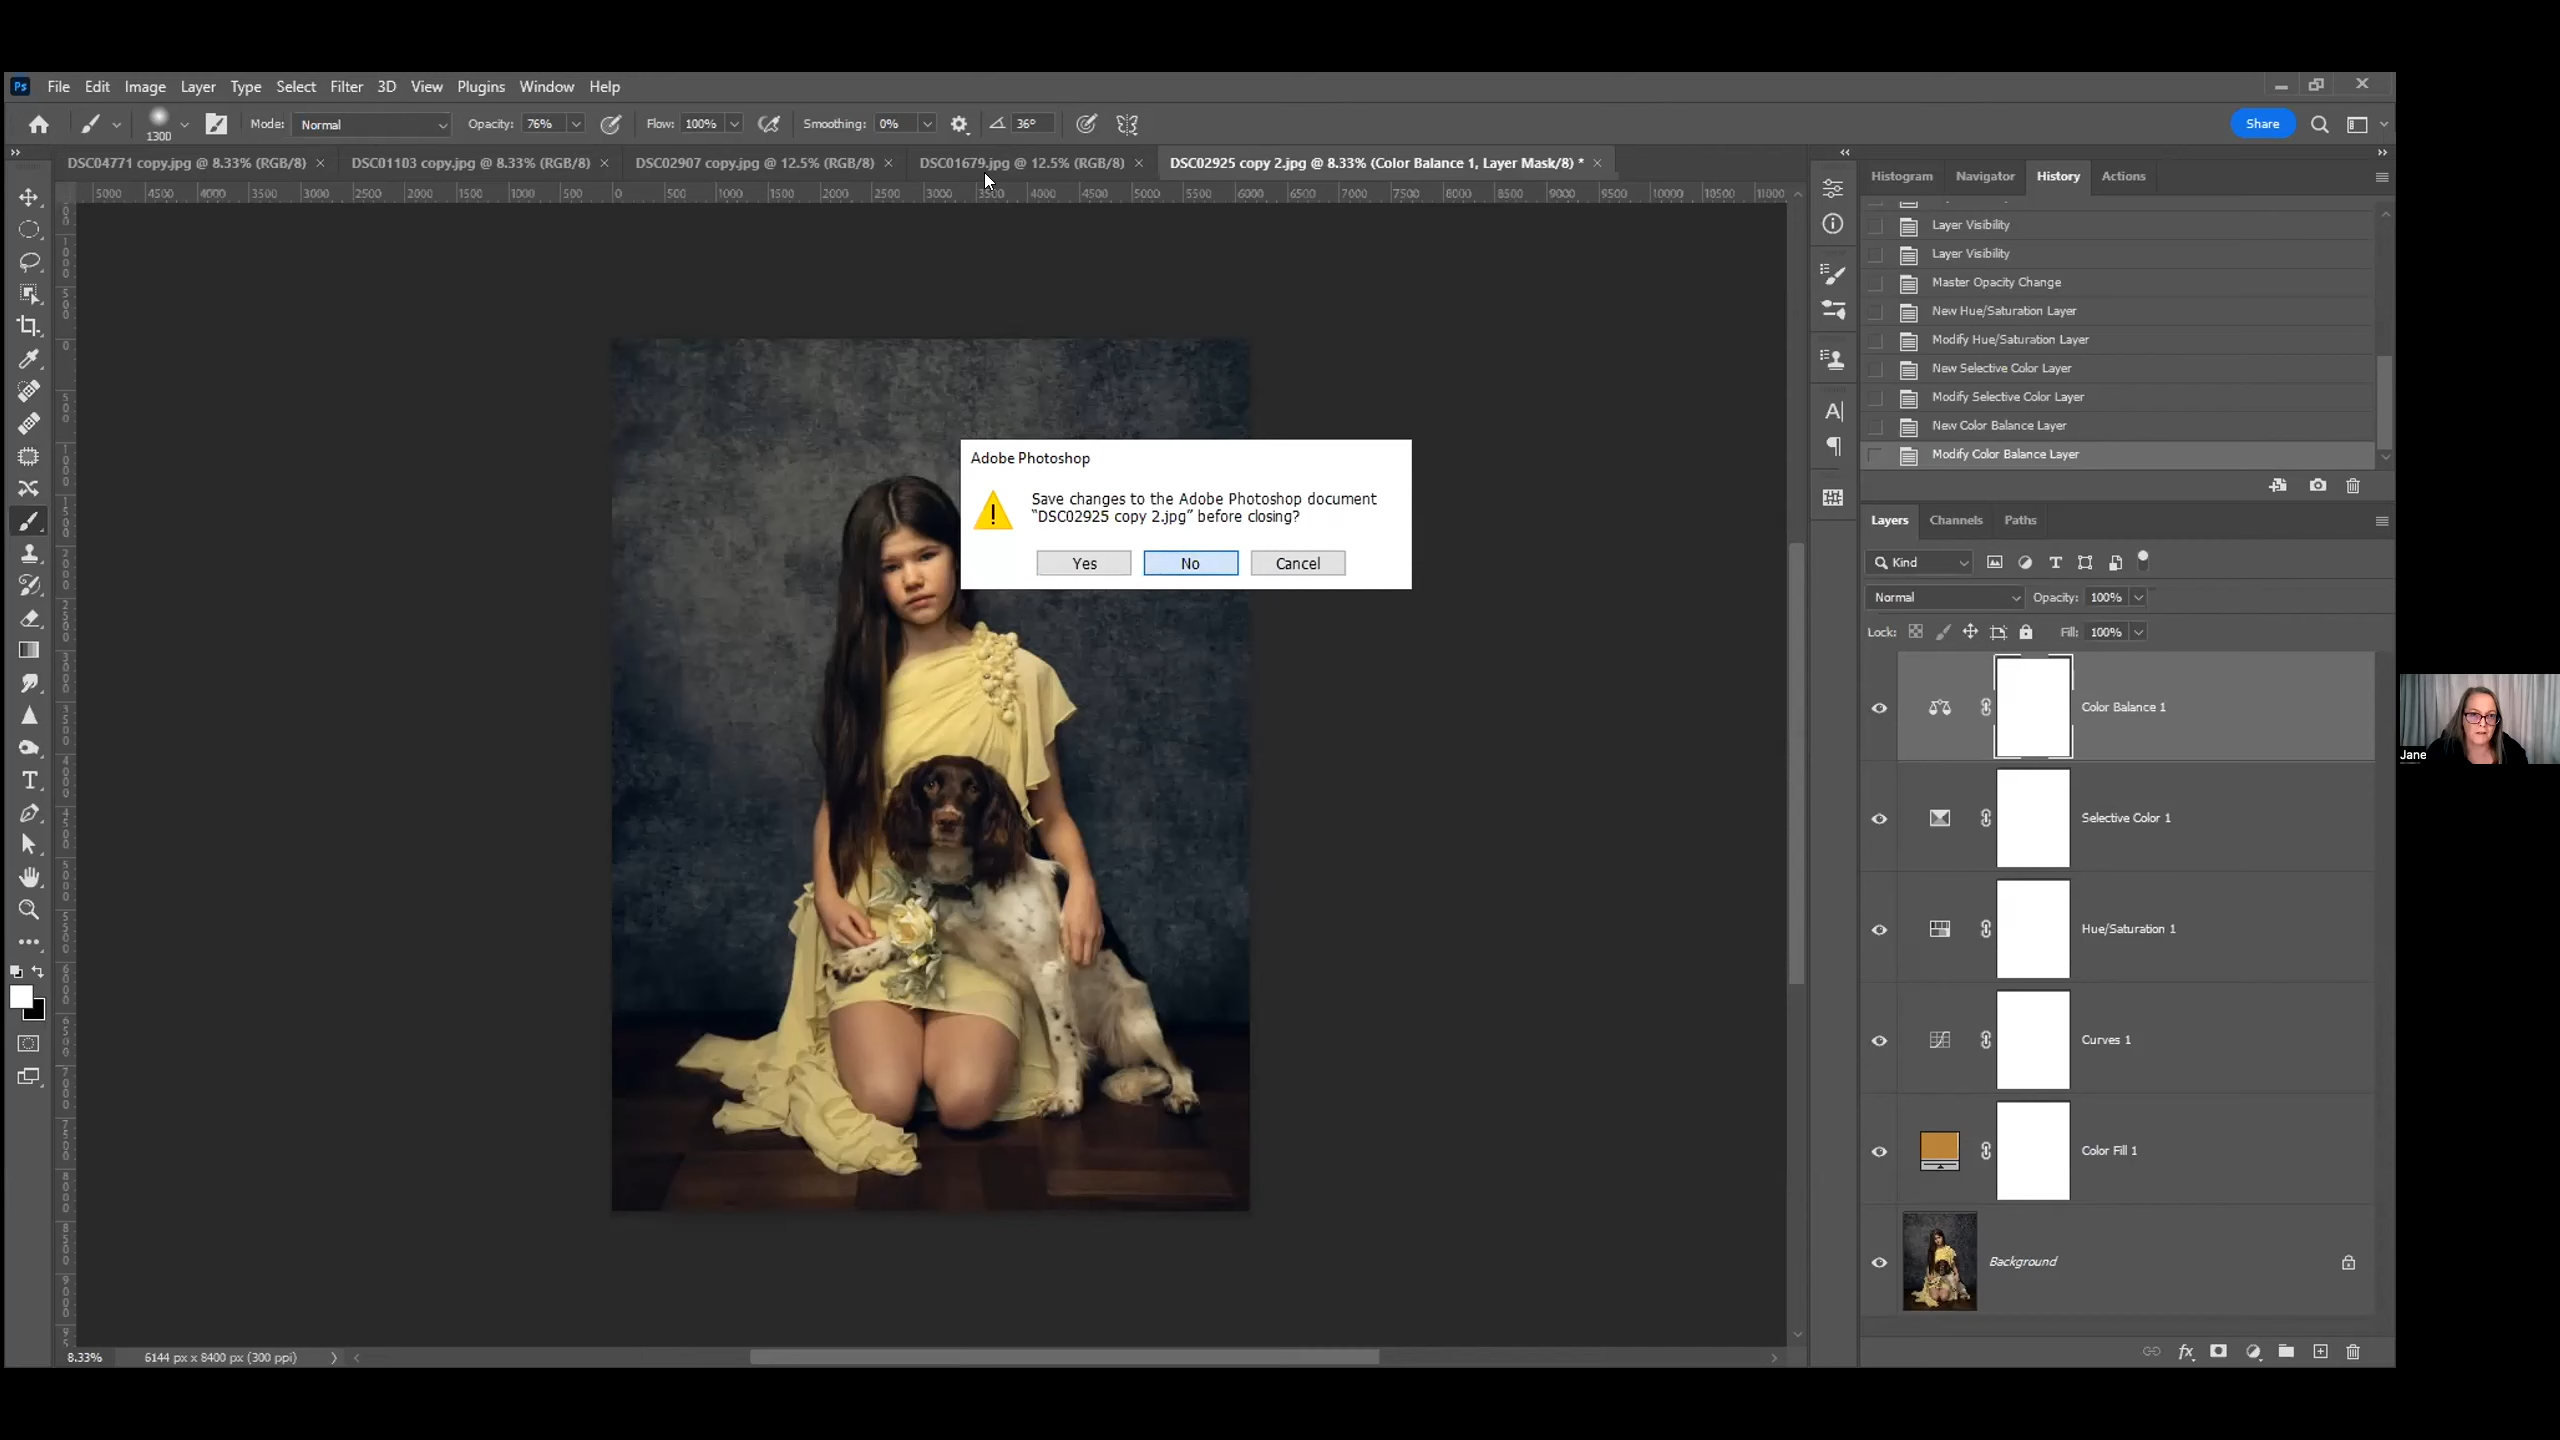 Ps File Edit Image Layer Type Select Filter 3D View Plugins Window Help
1300 Mode: Normal Opacity: 76% Flow: 100% Smoothing: 0% 36° Share
DSC04771 copy.jpg @ 8.33% (RGB/8) × DSC01103 copy.jpg @ 8.33% (RGB/8) × DSC02907 copy.jpg @ 12.5% (RGB/8) × DSC01679.jpg @ 12.5% (RGB/8) × DSC02925 copy 2.jpg @ 8.33% (Color Balance 1, Layer Mask/8) * ×
5000 4500 4000 3500 3000 2500 2000 1500 1000 500 0 500 1000 1500 2000 2500 3000 3500 4000 4500 5000 5500 6000 6500 7000 7500 8000 8500 9000 9500 10000 10500 11000
Histogram Navigator History Actions
Layer Visibility
Layer Visibility
Master Opacity Change
New Hue/Saturation Layer
Modify Hue/Saturation Layer
New Selective Color Layer
Modify Selective Color Layer
New Color Balance Layer
Modify Color Balance Layer
Adobe Photoshop
Save changes to the Adobe Photoshop document
"DSC02925 copy 2.jpg" before closing?
Yes No Cancel
Layers Channels Paths
Kind
Normal Opacity: 100%
Lock: Fill: 100%
Color Balance 1
Selective Color 1
Hue/Saturation 1
Curves 1
Color Fill 1
Background
Jane
8.33% 6144 px x 8400 px (300 ppi)